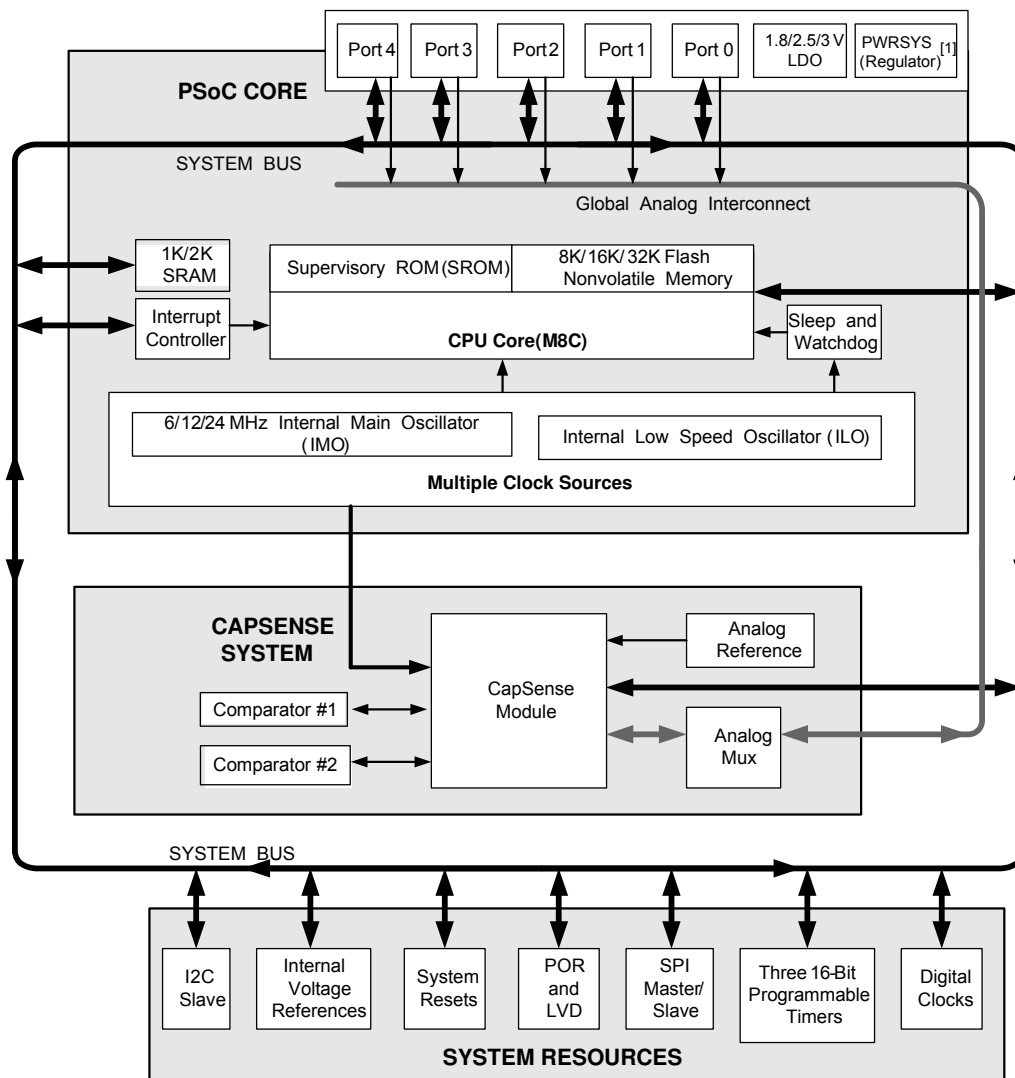 Port 4
Port 3
Port 2
Port 1
Port 0
1.8/2.5/3 V
LDO
PWRSYS [1]
(Regulator)
PSoC CORE
SYSTEM BUS
Global Analog Interconnect
1K/2K
SRAM
Supervisory ROM (SROM)
8K/16K/ 32K Flash
Nonvolatile Memory
Interrupt
Controller
CPU Core(M8C)
Sleep and
Watchdog
6/12/24 MHz Internal Main Oscillator
(IMO)
Internal Low Speed Oscillator (ILO)
Multiple Clock Sources
CAPSENSE
SYSTEM
CapSense
Module
Analog
Reference
Comparator #1
Comparator #2
Analog
Mux
SYSTEM BUS
I2C
Slave
Internal
Voltage
References
System
Resets
POR
and
LVD
SPI
Master/
Slave
Three 16-Bit
Programmable
Timers
Digital
Clocks
SYSTEM RESOURCES